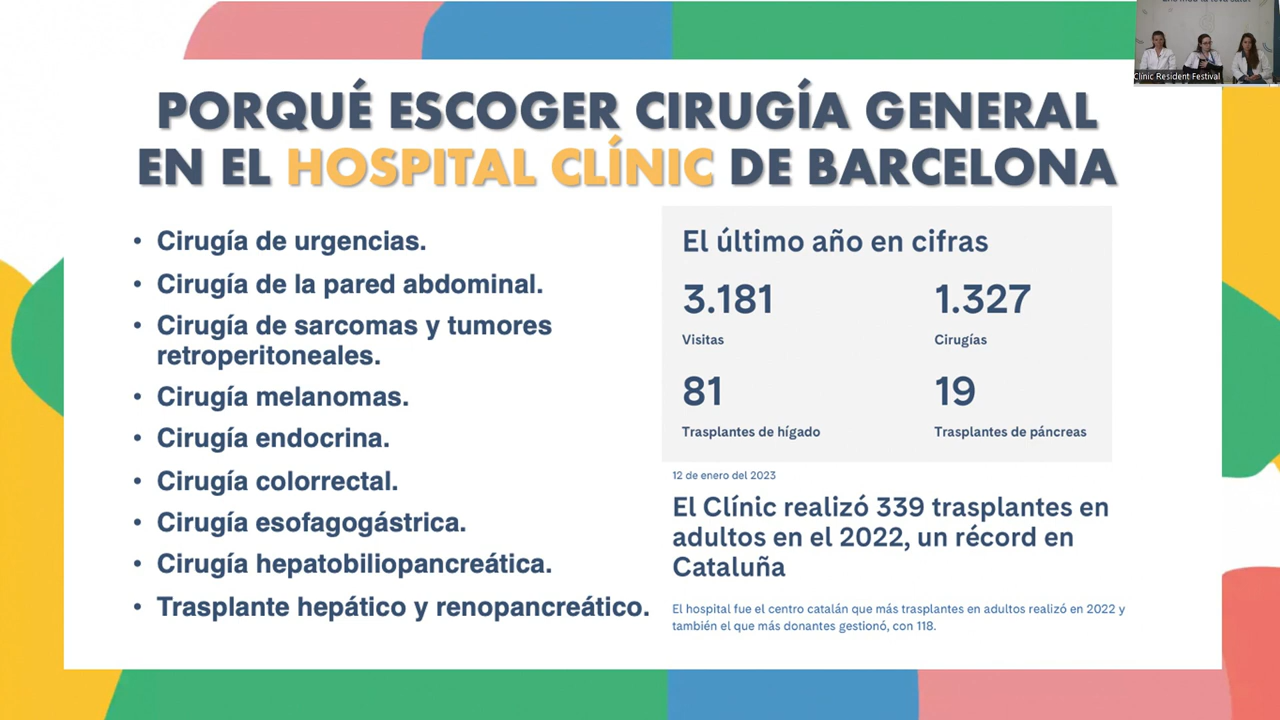 PORQUÉ ESCOGER CIRUGÍA GENERAL
EN EL HOSPITAL CLÍNIC DE BARCELONA
• Cirugía de urgencias.
• Cirugía de la pared abdominal.
• Cirugía de sarcomas y tumores
retroperitoneales.
• Cirugía melanomas.
• Cirugía endocrina.
• Cirugía colorrectal.
• Cirugía esofagogástrica.
• Cirugía hepatobiliopancreática.
• Trasplante hepático y renopancreático.
El último año en cifras
3.181
Visitas
1.327
Cirugías
81
Trasplantes de hígado
19
Trasplantes de páncreas
12 de enero del 2023
El Clínic realizó 339 trasplantes en
adultos en el 2022, un récord en
Cataluña
El hospital fue el centro catalán que más trasplantes en adultos realizó en 2022 y
también el que más donantes gestionó, con 118.
Clínic Resident Festival